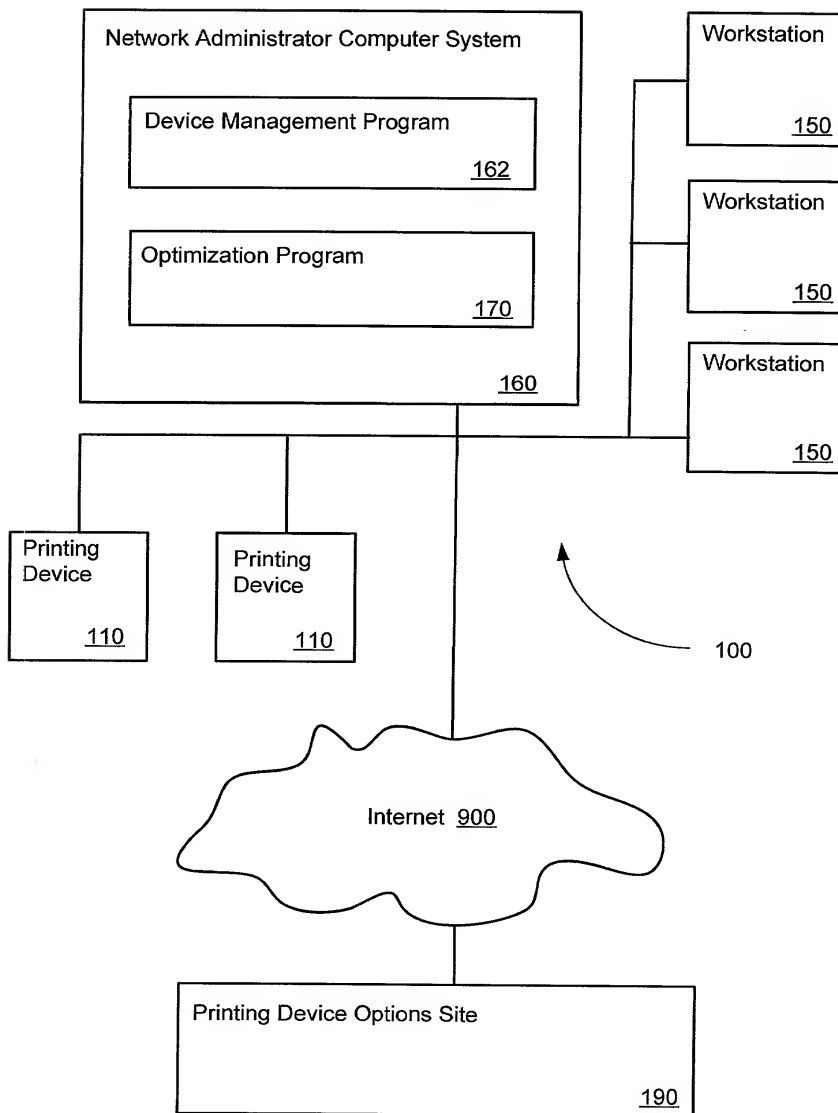 Network Administrator Computer System
Device Management Program
162
Optimization Program
170
160
Workstation
150
Workstation
150
Workstation
150
Printing
Device
110
Printing
Device
110
100
Internet 900
Printing Device Options Site
190